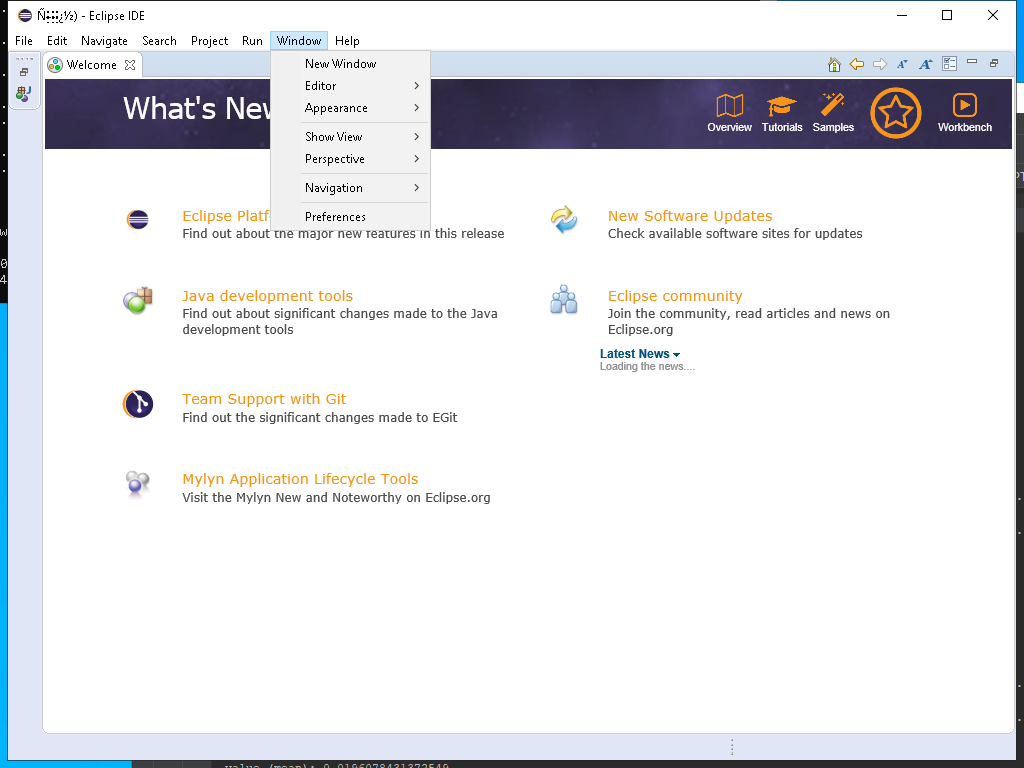 - Eclipse IDE
File Edit Navigate Search Project Run Window Help
Welcome
New Window
Editor
Appearance
Show View
Perspective
Navigation
Preferences
What's New
Overview Tutorials Samples Workbench
Eclipse
Find out about the major new features in this release
New Software Updates
Check available software sites for updates
Java development tools
Find out about significant changes made to the Java
development tools
Eclipse community
Join the community, read articles and news on
Eclipse.org
Latest News
Loading the news....
Team Support with Git
Find out the significant changes made to EGit
Mylyn Application Lifecycle Tools
Visit the Mylyn New and Noteworthy on Eclipse.org